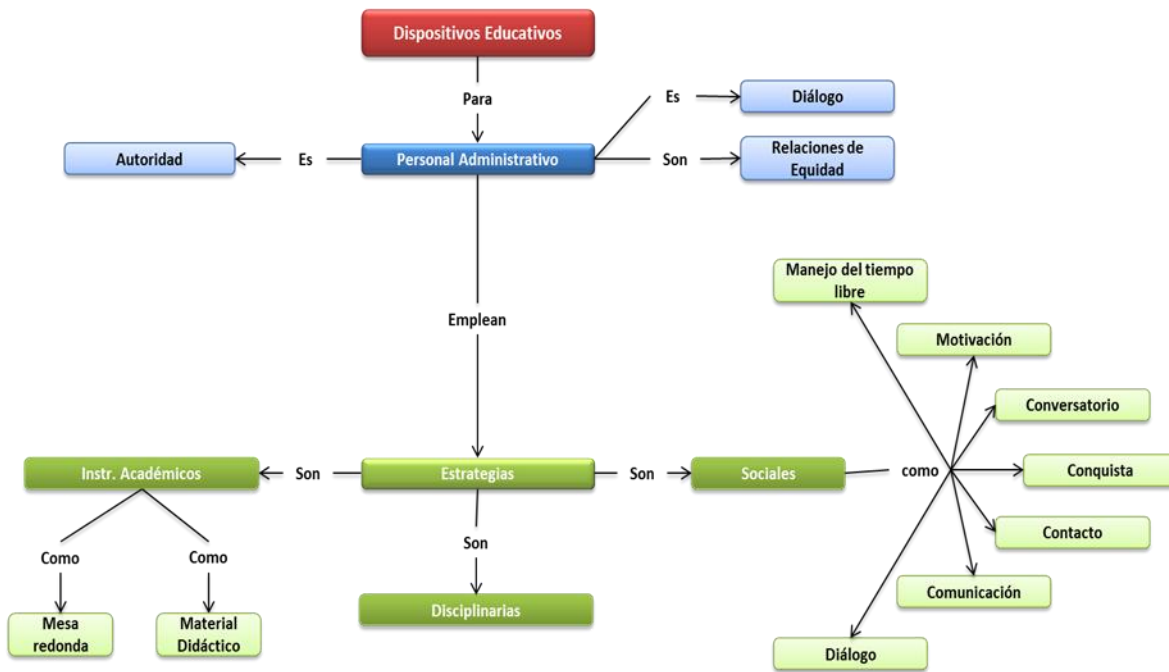 Dispositivos Educativos
Para
Es
Diálogo
Autoridad
Es
Personal Administrativo
Son
Relaciones de
Equidad
Manejo del tiempo
libre
Emplean
Motivación
Conversatorio
Instr. Académicos
Son
Estrategias
Son
Sociales
como
Conquista
Contacto
Son
Como
Como
Comunicación
Disciplinarias
Mesa
redonda
Material
Didáctico
Diálogo